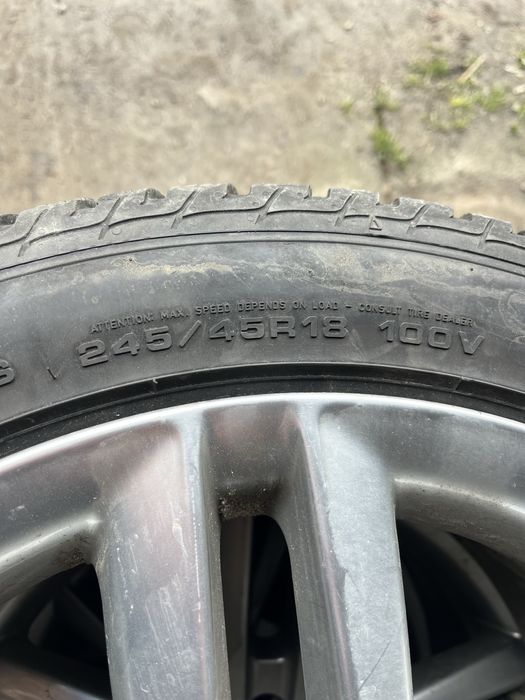 ATTENTION: MAX. SPEED DEPENDS ON LOAD - CONSULT TIRE DEALER
245/45R18 100V